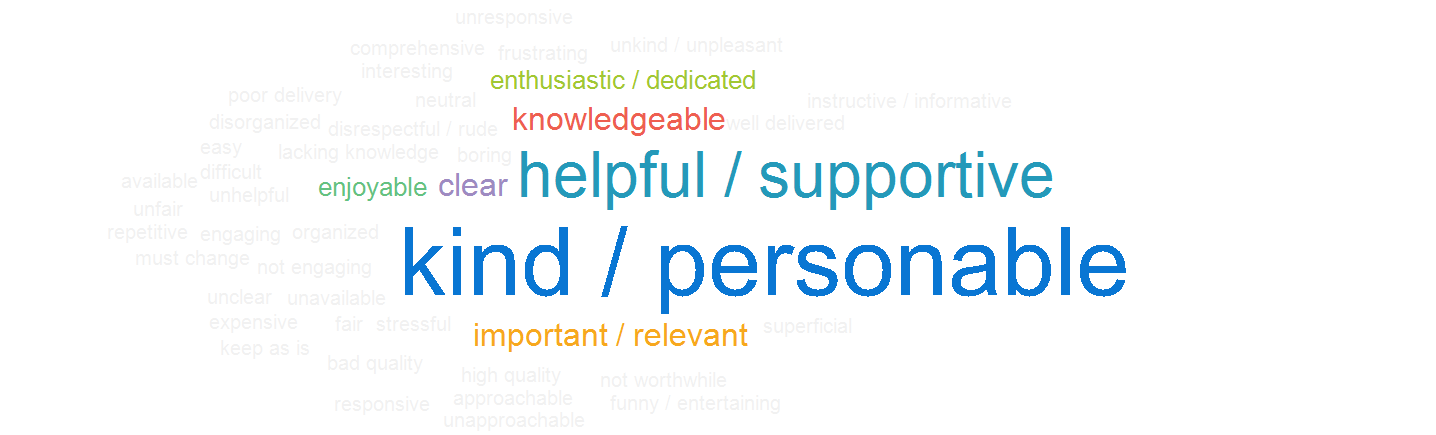 unresponsive
comprehensive frustrating unkind / unpleasant
interesting enthusiastic / dedicated
poor delivery neutral instructive / informative
disorganized disrespectful / rude knowledgeable well delivered
easy lacking knowledge boring
difficult helpful / supportive
available unhelpful enjoyable clear
unfair
repetitive engaging organized
must change not engaging kind / personable
unclear unavailable
expensive fair stressful important / relevant superficial
keep as is
bad quality
high quality not worthwhile
responsive approachable funny / entertaining
unapproachable